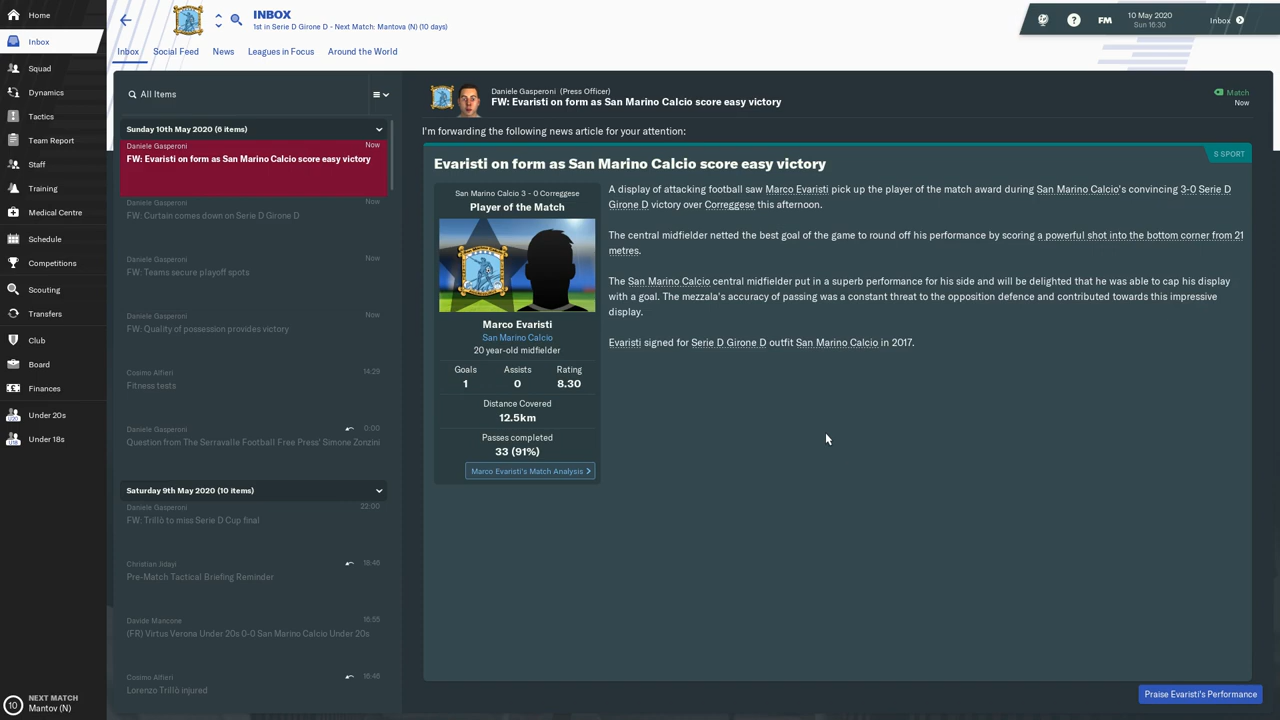 Home
Inbox
Squad
Dynamics
Tactics
Team Report
Staff
Training
Medical Centre
Schedule
Competitions
Scouting
Transfers
Club
Board
Finances
Under 20s
Under 18s
10
NEXT MATCH
Mantov (N)
INBOX
1st in Serie D Girone D - Next Match: Mantova (N) (10 days)
FM
10 May 2020
Sun 16:30
Inbox
Inbox
Social Feed
News
Leagues in Focus
Around the World
All Items
Sunday 10th May 2020 (6 items)
Daniele Gasperoni
Now
FW: Evaristi on form as San Marino Calcio score easy victory
Daniele Gasperoni
Now
FW: Curtain comes down on Serie D Girone D
Daniele Gasperoni
Now
FW: Teams secure playoff spots
Daniele Gasperoni
Now
FW: Quality of possession provides victory
Cosimo Alfieri
14:29
Fitness tests
Daniele Gasperoni
0:00
Question from The Serravalle Football Free Press' Simone Zonzini
Saturday 9th May 2020 (10 items)
Daniele Gasperoni
22:00
FW: Trillò to miss Serie D Cup final
Christian Jidayi
18:46
Pre-Match Tactical Briefing Reminder
Davide Mancone
16:55
(FR) Virtus Verona Under 20s 0-0 San Marino Calcio Under 20s
Cosimo Alfieri
16:46
Lorenzo Trillò injured
Daniele Gasperoni (Press Officer)
FW: Evaristi on form as San Marino Calcio score easy victory
Match
Now
I'm forwarding the following news article for your attention:
S SPORT
Evaristi on form as San Marino Calcio score easy victory
San Marino Calcio 3 - 0 Correggese
Player of the Match
Marco Evaristi
San Marino Calcio
20 year-old midfielder
Goals Assists Rating
1 0 8.30
Distance Covered
12.5km
Passes completed
33 (91%)
Marco Evaristi's Match Analysis
A display of attacking football saw Marco Evaristi pick up the player of the match award during San Marino Calcio's convincing 3-0 Serie D
Girone D victory over Correggese this afternoon.
The central midfielder netted the best goal of the game to round off his performance by scoring a powerful shot into the bottom corner from 21
metres.
The San Marino Calcio central midfielder put in a superb performance for his side and will be delighted that he was able to cap his display
with a goal. The mezzala's accuracy of passing was a constant threat to the opposition defence and contributed towards this impressive
display.
Evaristi signed for Serie D Girone D outfit San Marino Calcio in 2017.
Praise Evaristi's Performance